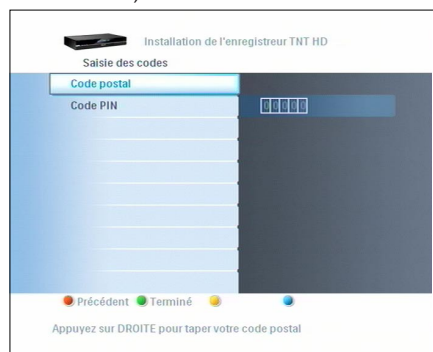 Installation de l'enregistreur TNT HD
Saisie des codes
Code postal
Code PIN
00000
Précédent Terminé
Appuyez sur DROITE pour taper votre code postal